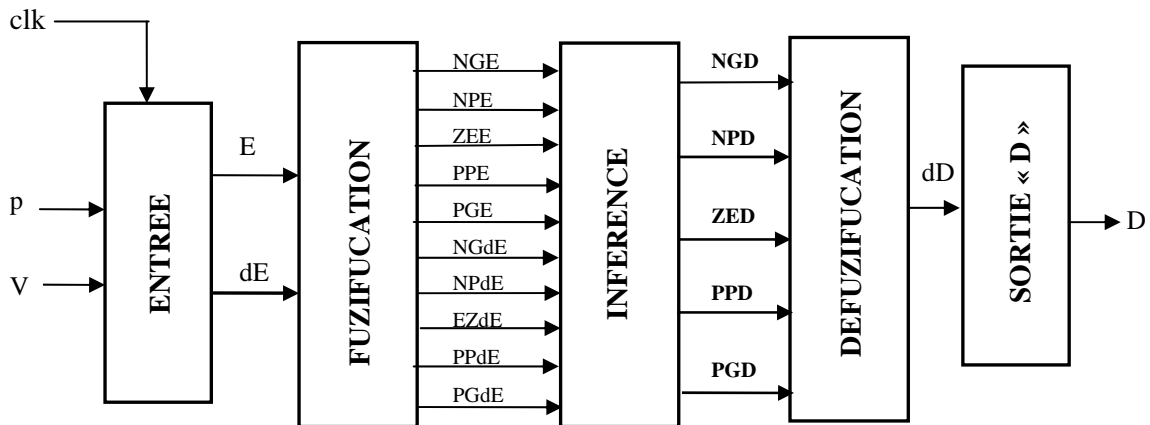 clk
p
V
ENTREE
E
dE
FUZIFUCATION
NGE
NPE
ZEE
PPE
PGE
NGdE
NPdE
EZdE
PPdE
PGdE
INFERENCE
NGD
NPD
ZED
PPD
PGD
DEFUZIFUCATION
dD
SORTIE « D »
D